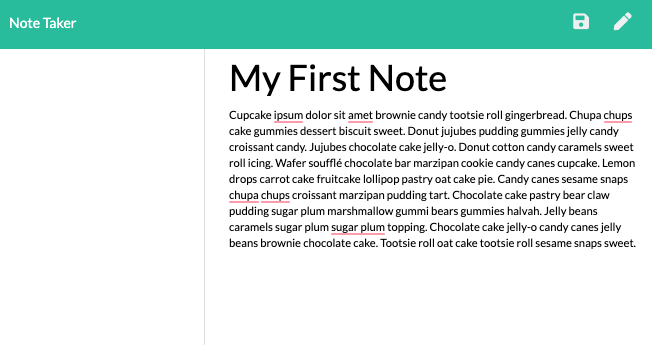 Note Taker
My First Note
Cupcake ipsum dolor sit amet brownie candy tootsie roll gingerbread. Chupa chups
cake gummies dessert biscuit sweet. Donut jujubes pudding gummies jelly candy
croissant candy. Jujubes chocolate cake jelly-o. Donut cotton candy caramels sweet
roll icing. Wafer soufflé chocolate bar marzipan cookie candy canes cupcake. Lemon
drops carrot cake fruitcake lollipop pastry oat cake pie. Candy canes sesame snaps
chupa chups croissant marzipan pudding tart. Chocolate cake pastry bear claw
pudding sugar plum marshmallow gummi bears gummies halvah. Jelly beans
caramels sugar plum sugar plum topping. Chocolate cake jelly-o candy canes jelly
beans brownie chocolate cake. Tootsie roll oat cake tootsie roll sesame snaps sweet.